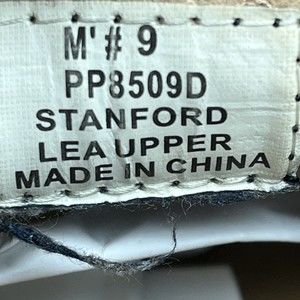 M'# 9
PP8509D
STANFORD
LEA UPPER
MADE IN CHINA